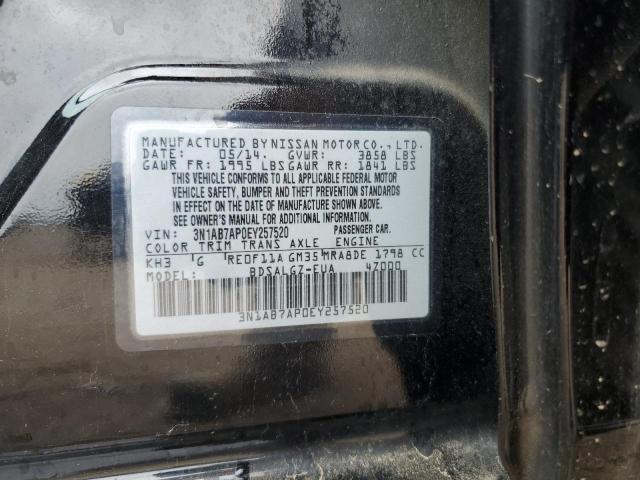 MANUFACTURED BY NISSAN MOTOR CO., LTD.
DATE: 05/14. GVWR: 3858 LBS
GAWR FR: 1995 LBS GAWR RR: 1841 LBS
THIS VEHICLE CONFORMS TO ALL APPLICABLE FEDERAL MOTOR
VEHICLE SAFETY, BUMPER AND THEFT PREVENTION STANDARDS
IN EFFECT ON THE DATE OF MANUFACTURE SHOWN ABOVE.
SEE OWNER'S MANUAL FOR ADDITIONAL INFORMATION.
VIN: 3N1AB7AP0EY257520 PASSENGER CAR.
COLOR TRIM TRANS AXLE ENGINE
KH3 'G 'RE0F11A GM35 MRA8DE 1798 CC
MODEL: BDSALGZ-EUA 4Z000
3N1AB7AP0EY257520